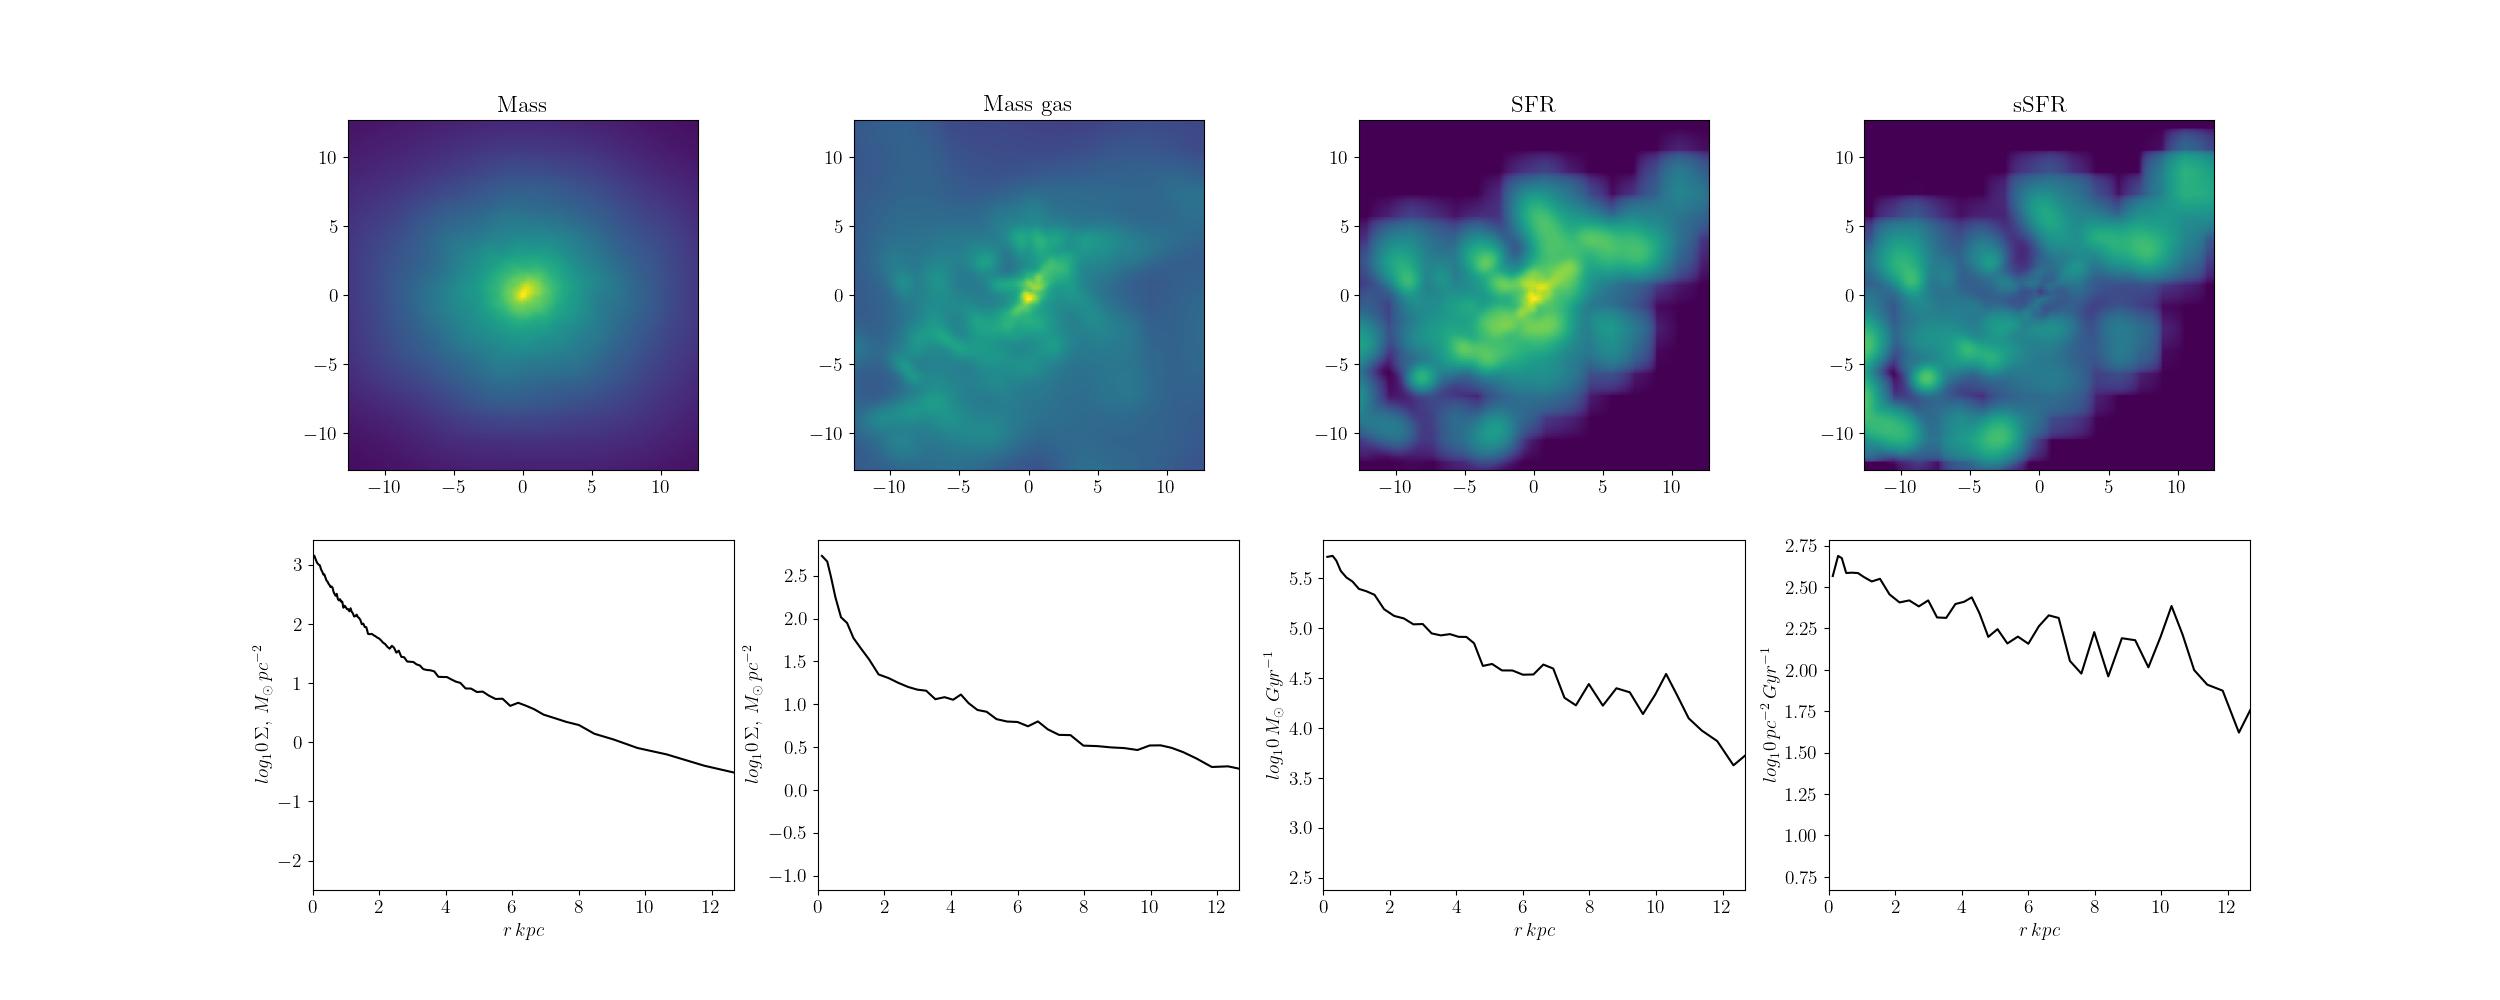 Mass
10
5
0
−5
−10
−10 −5 0 5 10
Mass gas
10
5
0
−5
−10
−10 −5 0 5 10
SFR
10
5
0
−5
−10
−10 −5 0 5 10
sSFR
10
5
0
−5
−10
−10 −5 0 5 10
log₁0 Σ, M⊙ pc⁻²
3
2
1
0
−1
−2
0 2 4 6 8 10 12
r kpc
log₁0 Σ, M⊙ pc⁻²
2.5
2.0
1.5
1.0
0.5
0.0
−0.5
−1.0
0 2 4 6 8 10 12
log₁0 M⊙ Gyr⁻¹
5.5
5.0
4.5
4.0
3.5
3.0
2.5
0 2 4 6 8 10 12
r kpc
log₁0 pc⁻² Gyr⁻¹
2.75
2.50
2.25
2.00
1.75
1.50
1.25
1.00
0.75
0 2 4 6 8 10 12
r kpc